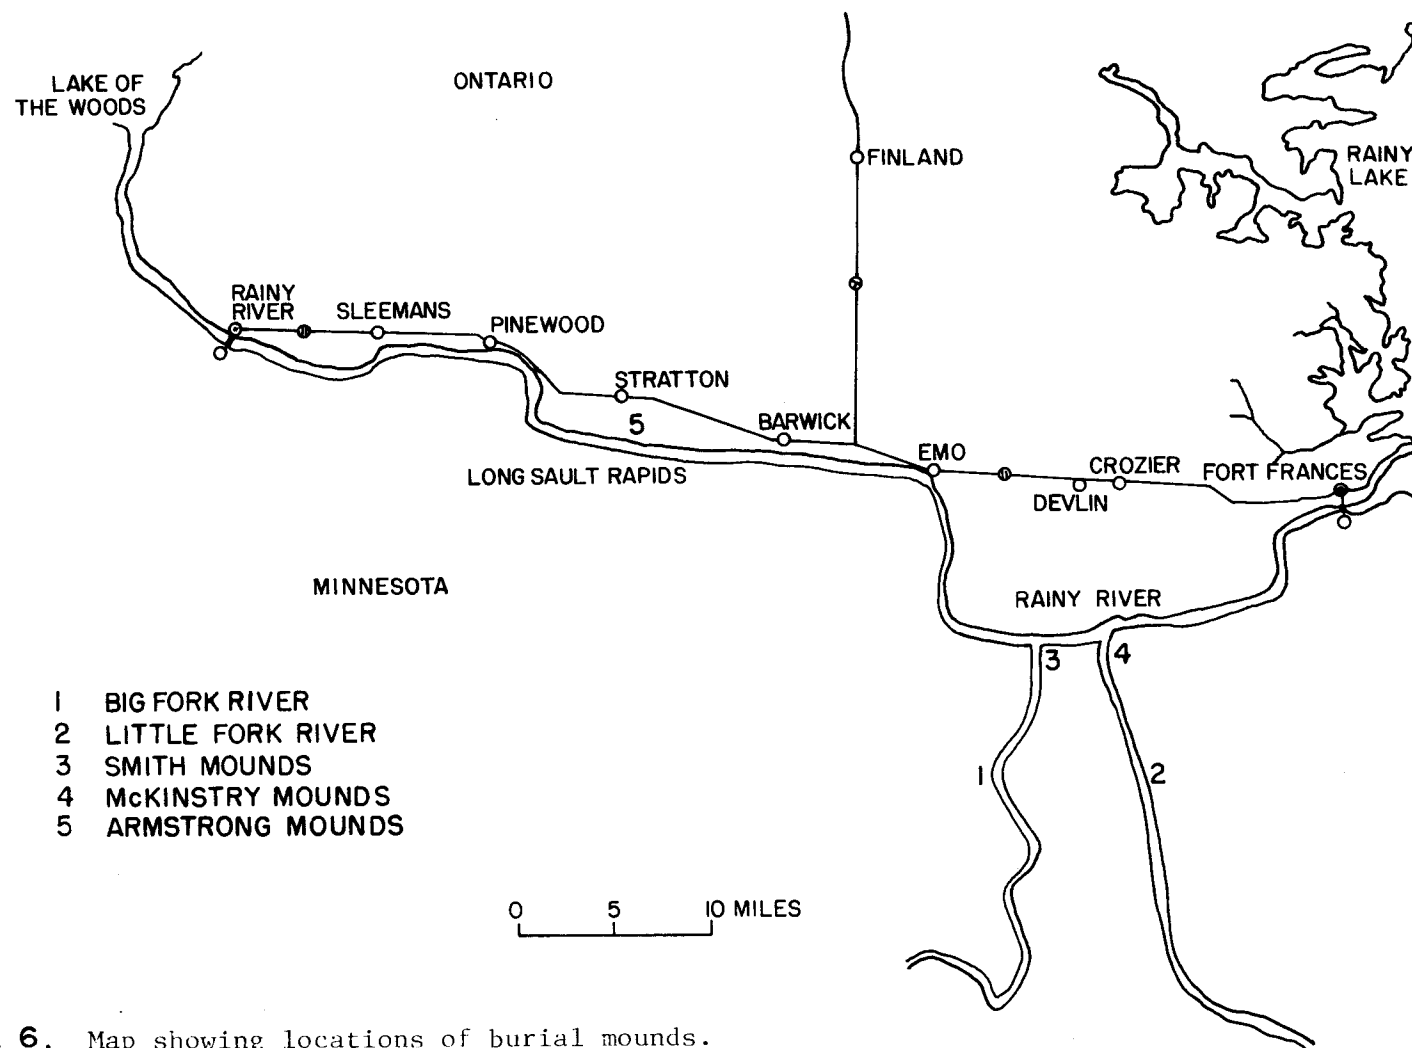 LAKE OF
THE WOODS
ONTARIO
FINLAND
RAINY
LAKE
RAINY
RIVER
SLEEMANS
PINEWOOD
STRATTON
5
BARWICK
EMO
LONG SAULT RAPIDS
CROZIER
DEVLIN
FORT FRANCES
MINNESOTA
RAINY RIVER
3
4
1
2
1 BIG FORK RIVER
2 LITTLE FORK RIVER
3 SMITH MOUNDS
4 McKINSTRY MOUNDS
5 ARMSTRONG MOUNDS
0 5 10 MILES
6. Map showing locations of burial mounds.